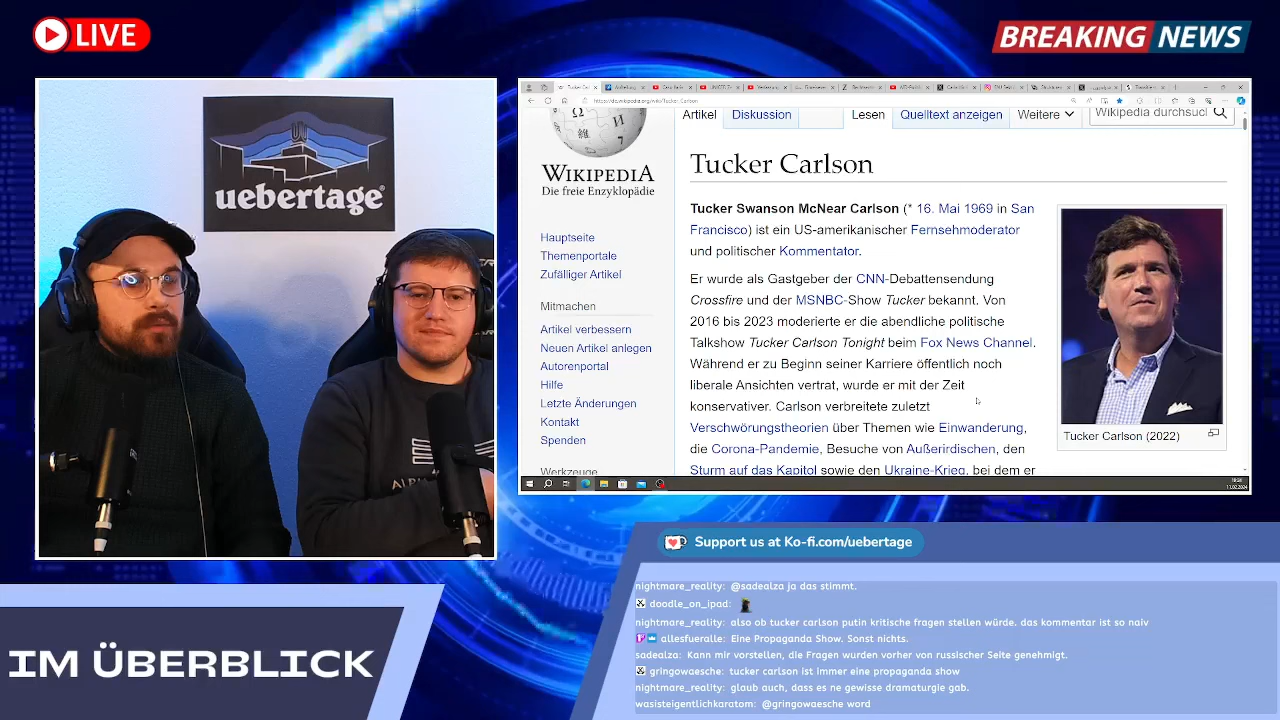 LIVE
BREAKING NEWS
uebertage
Artikel Diskussion Lesen Quelltext anzeigen Weitere Wikipedia durchsuc
WIKIPEDIA
Die freie Enzyklopädie
Hauptseite
Themenportale
Zufälliger Artikel
Mitmachen
Artikel verbessern
Neuen Artikel anlegen
Autorenportal
Hilfe
Letzte Änderungen
Kontakt
Spenden
Werkzeuge
Tucker Carlson
Tucker Swanson McNear Carlson (* 16. Mai 1969 in San
Francisco) ist ein US-amerikanischer Fernsehmoderator
und politischer Kommentator.
Er wurde als Gastgeber der CNN-Debattensendung
Crossfire und der MSNBC-Show Tucker bekannt. Von
2016 bis 2023 moderierte er die abendliche politische
Talkshow Tucker Carlson Tonight beim Fox News Channel.
Während er zu Beginn seiner Karriere öffentlich noch
liberale Ansichten vertrat, wurde er mit der Zeit
konservativer. Carlson verbreitete zuletzt
Verschwörungstheorien über Themen wie Einwanderung,
die Corona-Pandemie, Besuche von Außerirdischen, den
Sturm auf das Kapitol sowie den Ukraine-Krieg, bei dem er
Tucker Carlson (2022)
Support us at Ko-fi.com/uebertage
nightmare_reality: @sadealza ja das stimmt.
doodle_on_ipad:
nightmare_reality: also ob tucker carlson putin kritische fragen stellen würde. das kommentar ist so naiv
allesfueralle: Eine Propaganda Show. Sonst nichts.
sadealza: Kann mir vorstellen, die Fragen wurden vorher von russischer Seite genehmigt.
gringowaesche: tucker carlson ist immer eine propaganda show
nightmare_reality: glaub auch, dass es ne gewisse dramaturgie gab.
wasisteigentlichkaratom: @gringowaesche word
IM ÜBERBLICK